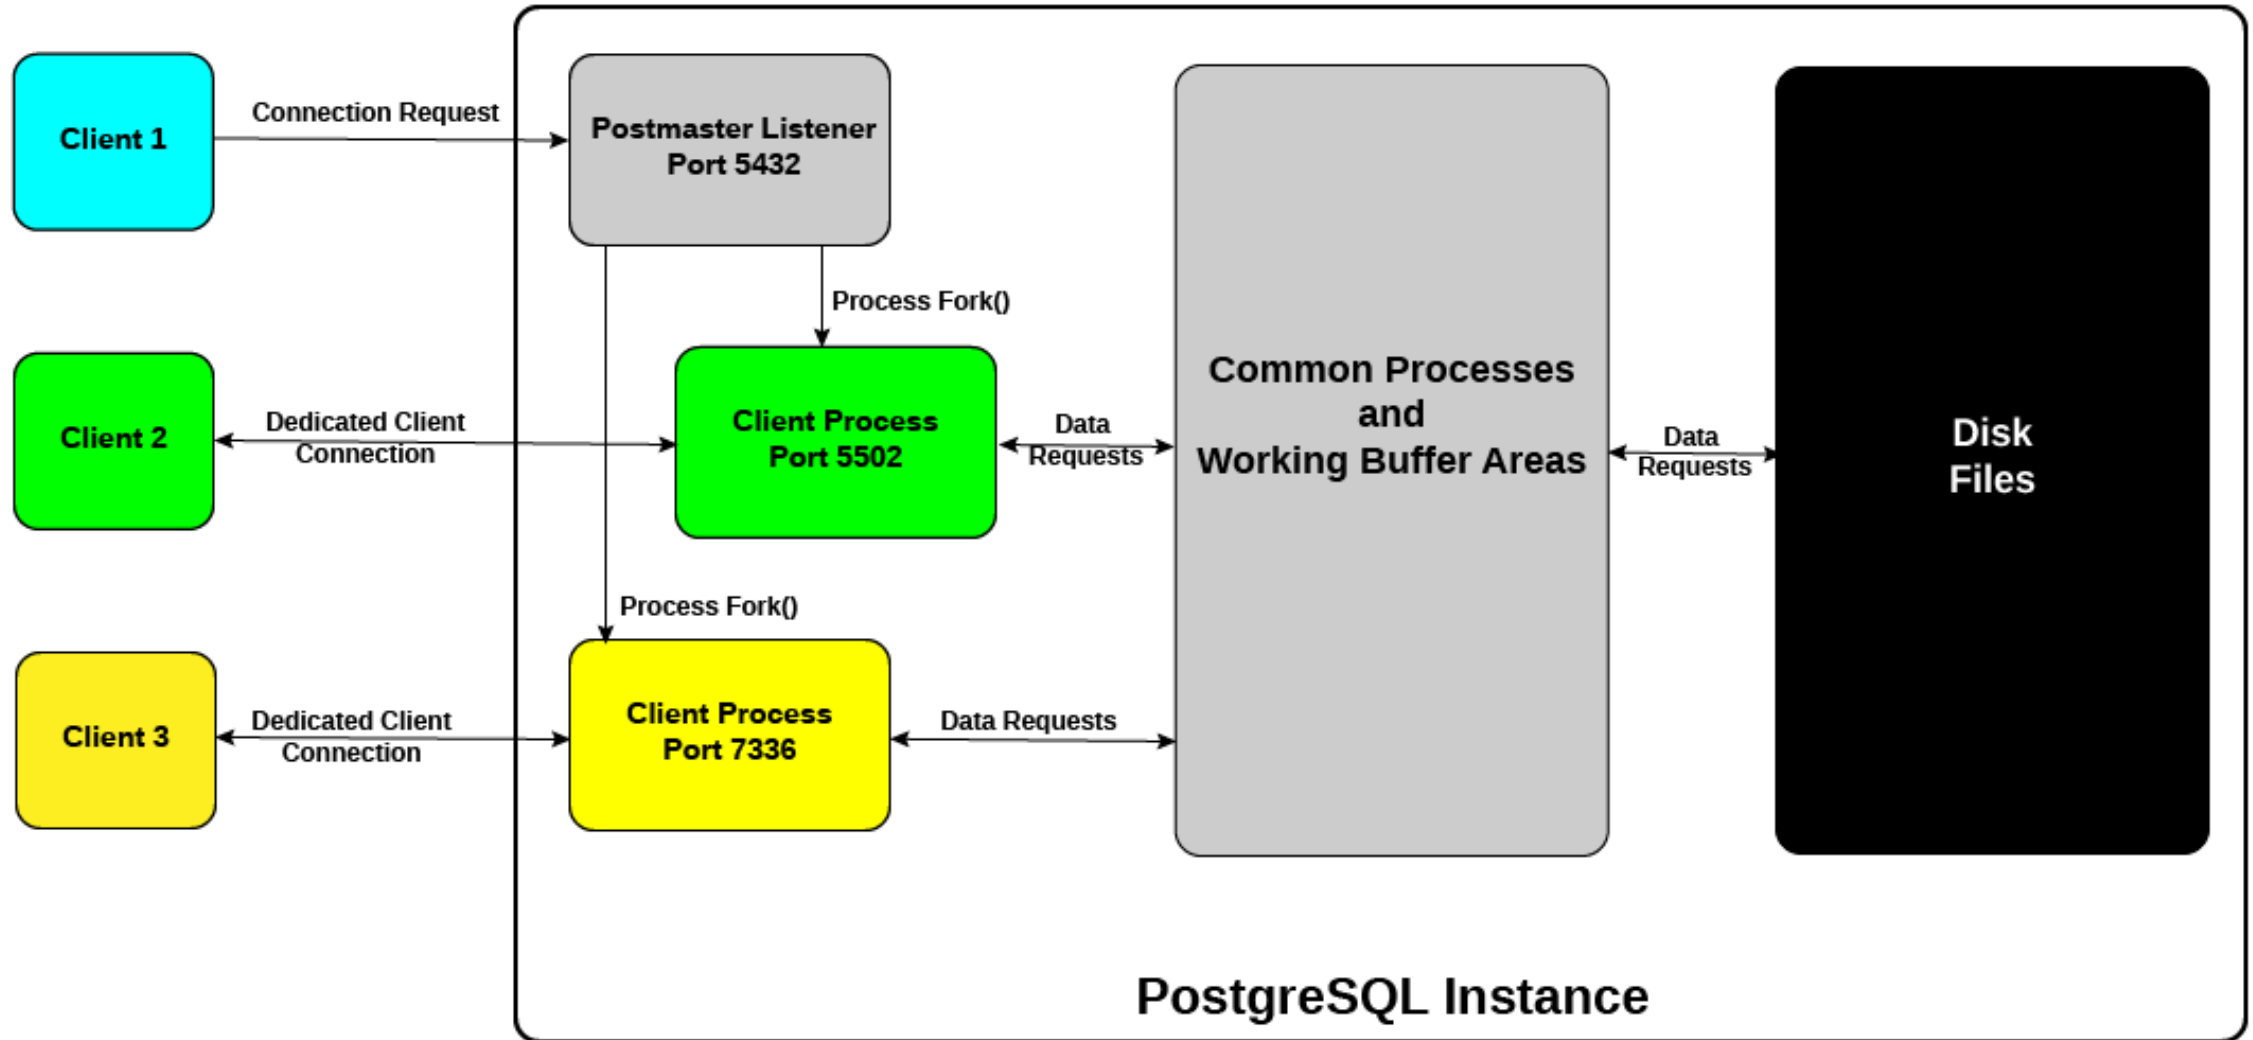 Client 1
Connection Request
Postmaster Listener
Port 5432
Process Fork()
Client 2
Dedicated Client
Connection
Client Process
Port 5502
Data
Requests
Common Processes
and
Working Buffer Areas
Data
Requests
Disk
Files
Process Fork()
Client 3
Dedicated Client
Connection
Client Process
Port 7336
Data Requests
PostgreSQL Instance